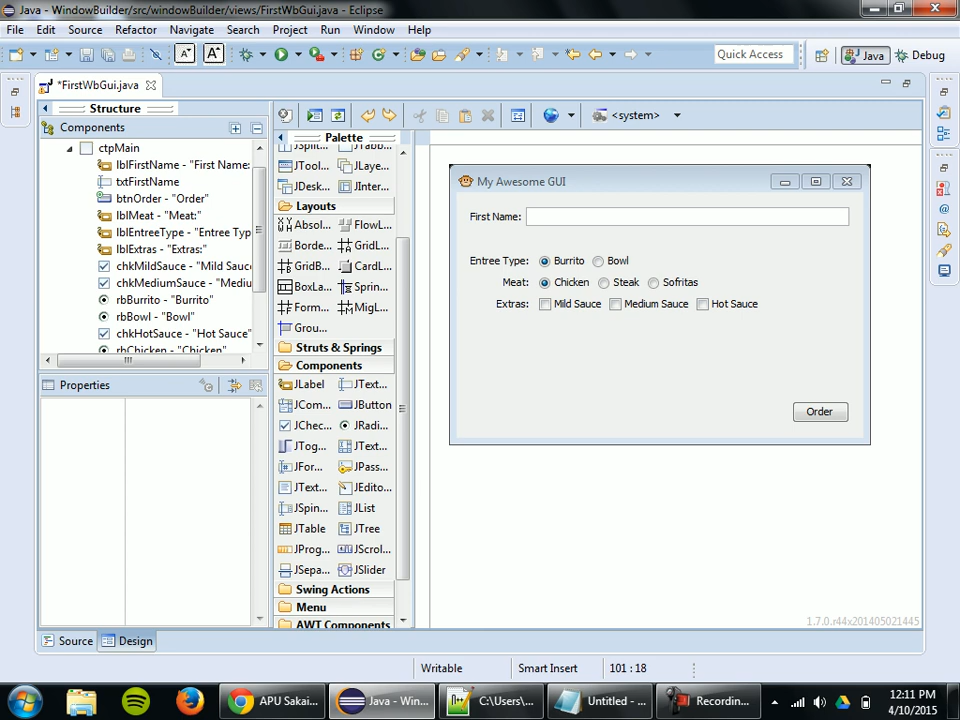 Java - WindowBuilder/src/windowBuilder/views/FirstWbGui.java - Eclipse
File Edit Source Refactor Navigate Search Project Run Window Help
A A Quick Access Java Debug
*FirstWbGui.java
Structure
Components
ctpMain
lblFirstName - "First Name:
txtFirstName
btnOrder - "Order"
lblMeat - "Meat:"
lblEntreeType - "Entree Typ
lblExtras - "Extras:"
chkMildSauce - "Mild Sauc
chkMediumSauce - "Mediu
rbBurrito - "Burrito"
rbBowl - "Bowl"
chkHotSauce - "Hot Sauce"
rbChicken - "Chicken"
Properties
<system>
Palette
JSplit... JTabb...
JTool... JLaye...
JDesk... JInter...
Layouts
Absol... FlowL...
Borde... GridL...
GridB... CardL...
BoxLa... Sprin...
Form... MigL...
Grou...
Struts & Springs
Components
JLabel JText...
JCom... JButton
JChec... JRadi...
JTog... JText...
JFor... JPass...
JText... JEdito...
JSpin... JList
JTable JTree
JProg... JScrol...
JSepa... JSlider
Swing Actions
Menu
AWT Components
My Awesome GUI
First Name:
Entree Type: Burrito Bowl
Meat: Chicken Steak Sofritas
Extras: Mild Sauce Medium Sauce Hot Sauce
Order
1.7.0.r44x201405021445
Source Design
Writable Smart Insert 101 : 18
APU Sakai... Java - Win... C:\Users\... Untitled - ... Recordin...
12:11 PM
4/10/2015